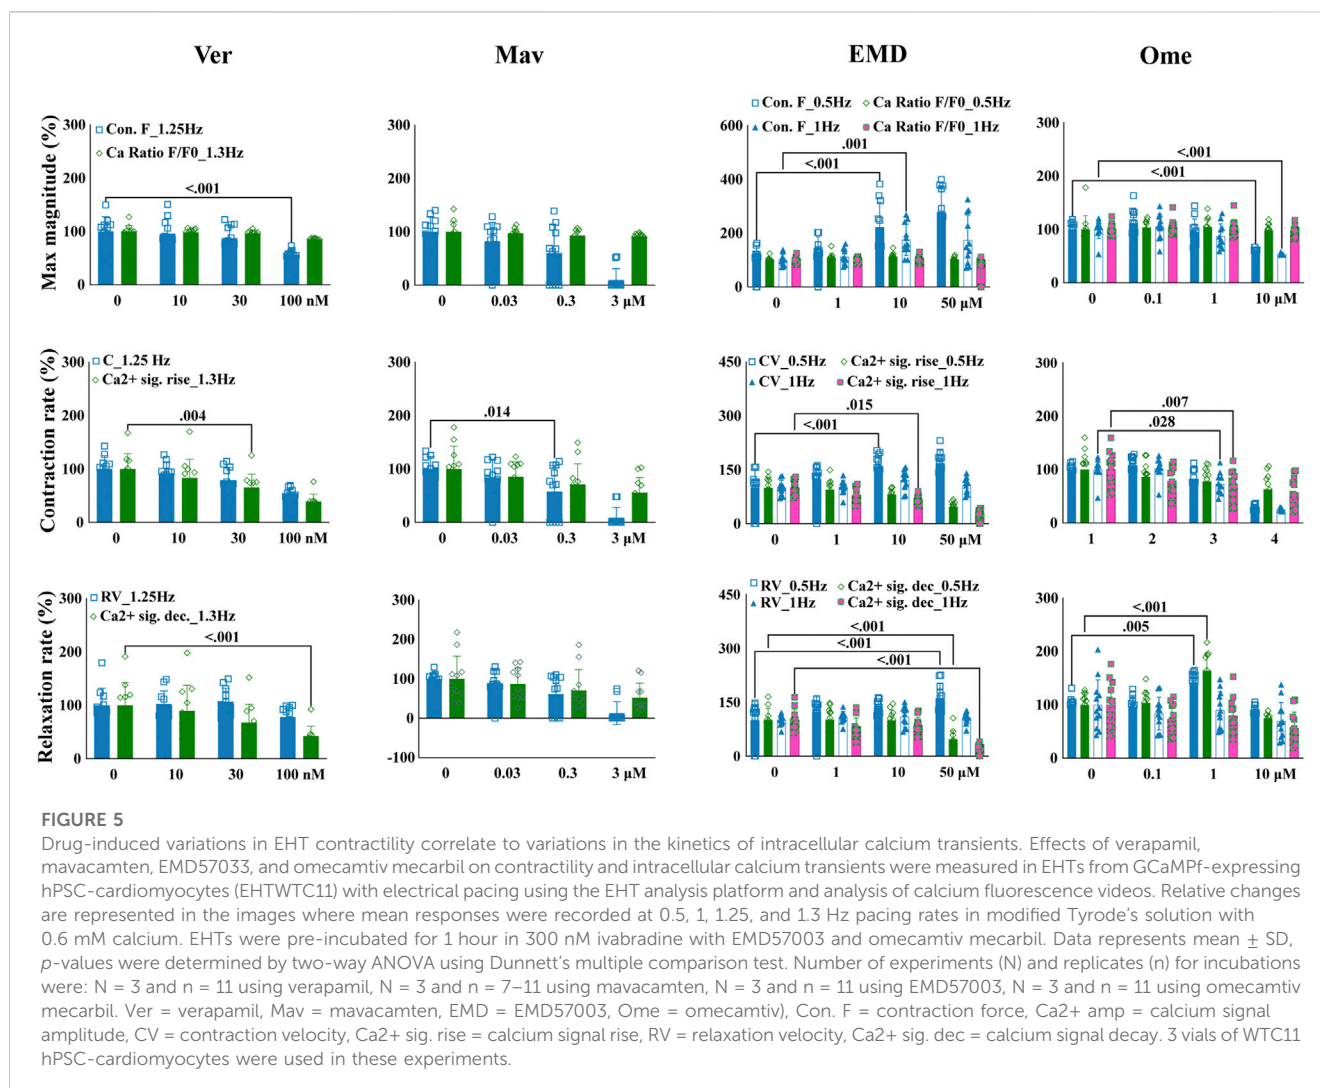 Ver
Mav
EMD
Ome
Max magnitude (%)
300
200
100
0
Con. F_1.25Hz
Ca Ratio F/F0_1.3Hz
<.001
0
10
30
100 nM
300
200
100
0
0
0.03
0.3
3 µM
Con. F_0.5Hz
Ca Ratio F/F0_0.5Hz
Con. F_1Hz
Ca Ratio F/F0_1Hz
600
400
200
0
.001
<.001
0
1
10
50 µM
300
200
100
0
<.001
<.001
0
0.1
1
10 µM
Contraction rate (%)
300
200
100
0
C_1.25 Hz
Ca2+ sig. rise_1.3Hz
.004
0
10
30
100 nM
300
200
100
0
.014
0
0.03
0.3
3 µM
450
300
150
0
CV_0.5Hz
Ca2+ sig. rise_0.5Hz
CV_1Hz
Ca2+ sig. rise_1Hz
.015
<.001
0
1
10
50 µM
300
200
100
0
.007
.028
1
2
3
4
Relaxation rate (%)
300
200
100
0
RV_1.25Hz
Ca2+ sig. dec._1.3Hz
<.001
0
10
30
100 nM
300
200
100
0
-100
0
0.03
0.3
3 µM
450
300
150
0
RV_0.5Hz
Ca2+ sig. dec_0.5Hz
RV_1Hz
Ca2+ sig. dec_1Hz
<.001
<.001
<.001
0
1
10
50 µM
300
200
100
0
<.001
.005
0
0.1
1
10 µM
FIGURE 5
Drug-induced variations in EHT contractility correlate to variations in the kinetics of intracellular calcium transients. Effects of verapamil,
mavacamten, EMD57033, and omecamtiv mecarbil on contractility and intracellular calcium transients were measured in EHTs from GCaMPf-expressing
hPSC-cardiomyocytes (EHTWTC11) with electrical pacing using the EHT analysis platform and analysis of calcium fluorescence videos. Relative changes
are represented in the images where mean responses were recorded at 0.5, 1, 1.25, and 1.3 Hz pacing rates in modified Tyrode's solution with
0.6 mM calcium. EHTs were pre-incubated for 1 hour in 300 nM ivabradine with EMD57003 and omecamtiv mecarbil. Data represents mean ± SD,
p-values were determined by two-way ANOVA using Dunnett's multiple comparison test. Number of experiments (N) and replicates (n) for incubations
were: N = 3 and n = 11 using verapamil, N = 3 and n = 7–11 using mavacamten, N = 3 and n = 11 using EMD57003, N = 3 and n = 11 using omecamtiv
mecarbil. Ver = verapamil, Mav = mavacamten, EMD = EMD57003, Ome = omecamtiv), Con. F = contraction force, Ca2+ amp = calcium signal
amplitude, CV = contraction velocity, Ca2+ sig. rise = calcium signal rise, RV = relaxation velocity, Ca2+ sig. dec = calcium signal decay. 3 vials of WTC11
hPSC-cardiomyocytes were used in these experiments.